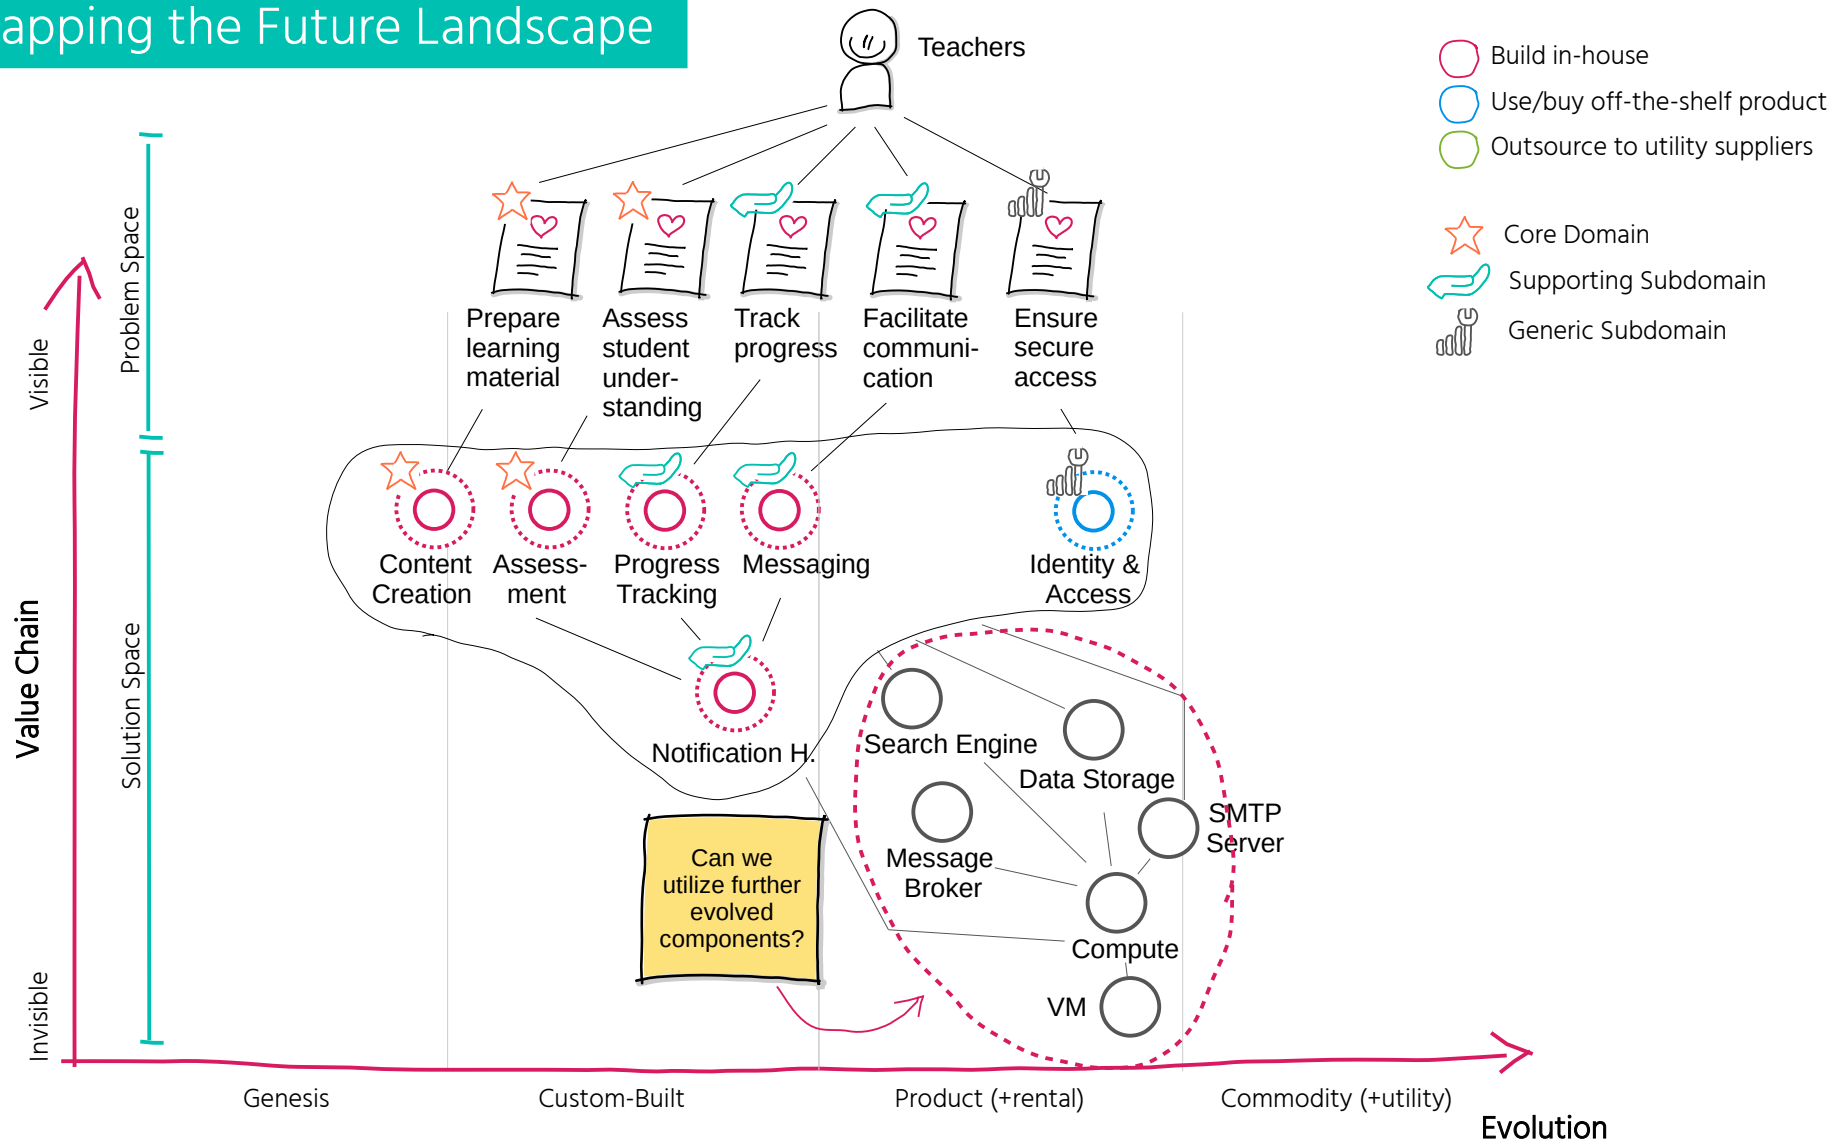 apping the Future Landscape
Teachers
Build in-house
Use/buy off-the-shelf product
Outsource to utility suppliers
Core Domain
Supporting Subdomain
Generic Subdomain
Problem Space
Visible
Prepare
learning
material
Assess
student
under-
standing
Track
progress
Facilitate
communi-
cation
Ensure
secure
access
Content
Creation
Assess-
ment
Progress
Tracking
Messaging
Identity &
Access
Value Chain
Solution Space
Notification H.
Search Engine
Data Storage
SMTP
Server
Message
Broker
Can we
utilize further
evolved
components?
Compute
VM
Invisible
Genesis
Custom-Built
Product (+rental)
Commodity (+utility)
Evolution